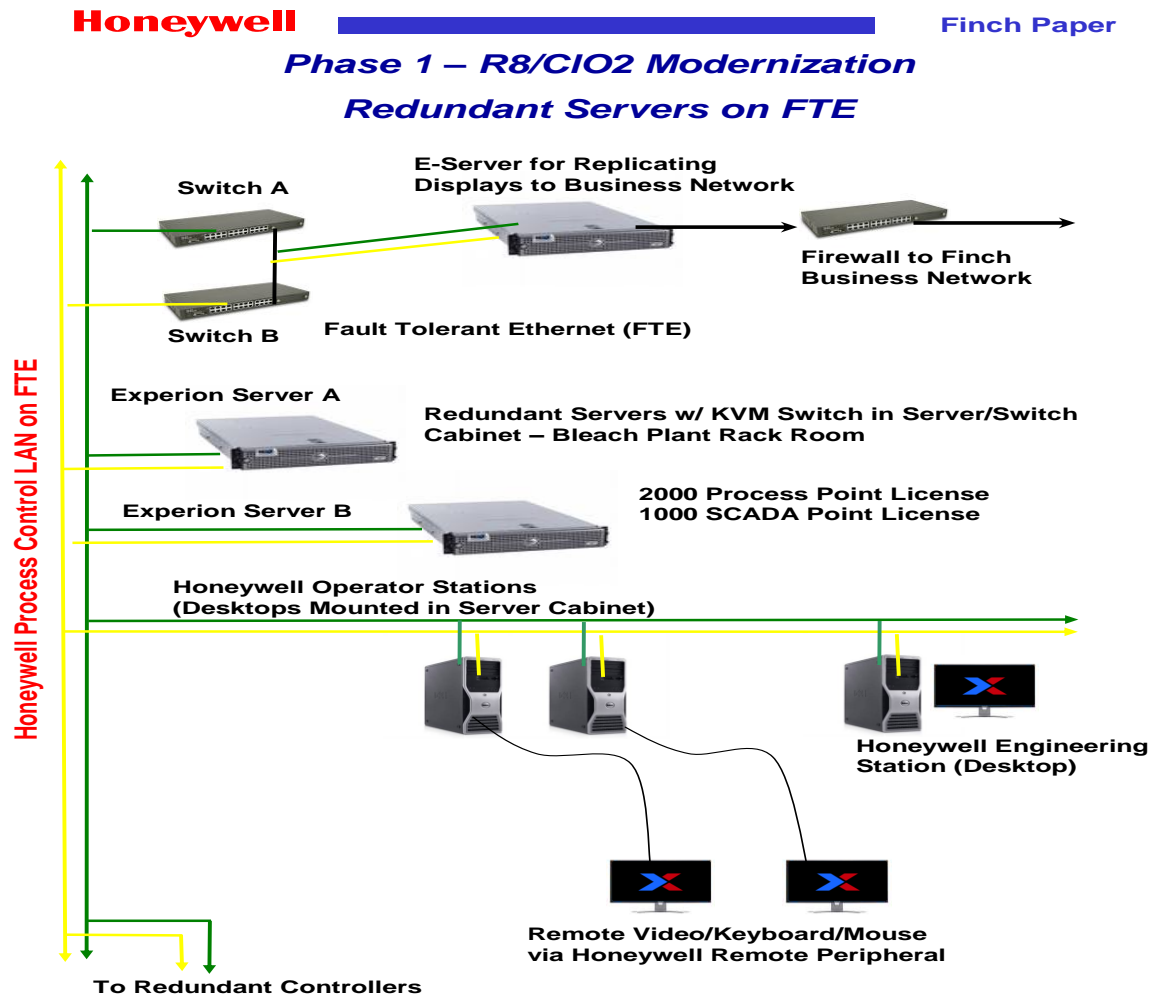 Honeywell
Finch Paper
Phase 1 – R8/CIO2 Modernization
Redundant Servers on FTE
E-Server for Replicating
Displays to Business Network
Switch A
Firewall to Finch
Business Network
Switch B
Fault Tolerant Ethernet (FTE)
Honeywell Process Control LAN on FTE
Experion Server A
Redundant Servers w/ KVM Switch in Server/Switch
Cabinet – Bleach Plant Rack Room
Experion Server B
2000 Process Point License
1000 SCADA Point License
Honeywell Operator Stations
(Desktops Mounted in Server Cabinet)
Honeywell Engineering
Station (Desktop)
Remote Video/Keyboard/Mouse
via Honeywell Remote Peripheral
To Redundant Controllers